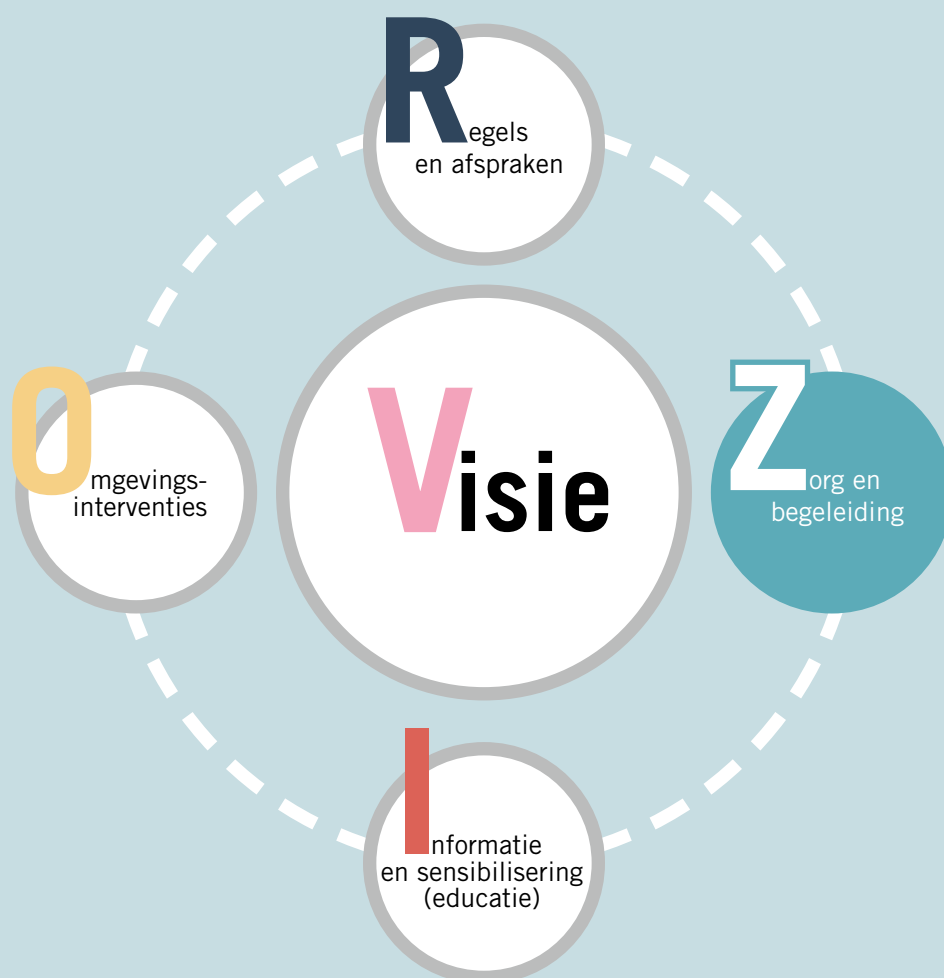 Regels
en afspraken
Omgevings-
interventies
Visie
Zorg en
begeleiding
Informatie
en sensibilisering
(educatie)